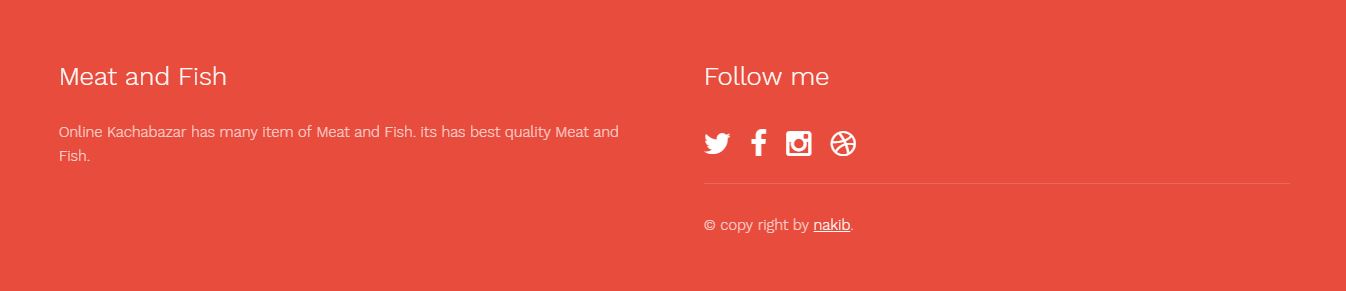 Meat and Fish
Online Kachabazar has many item of Meat and Fish. its has best quality Meat and
Fish.
Follow me
© copy right by nakib.